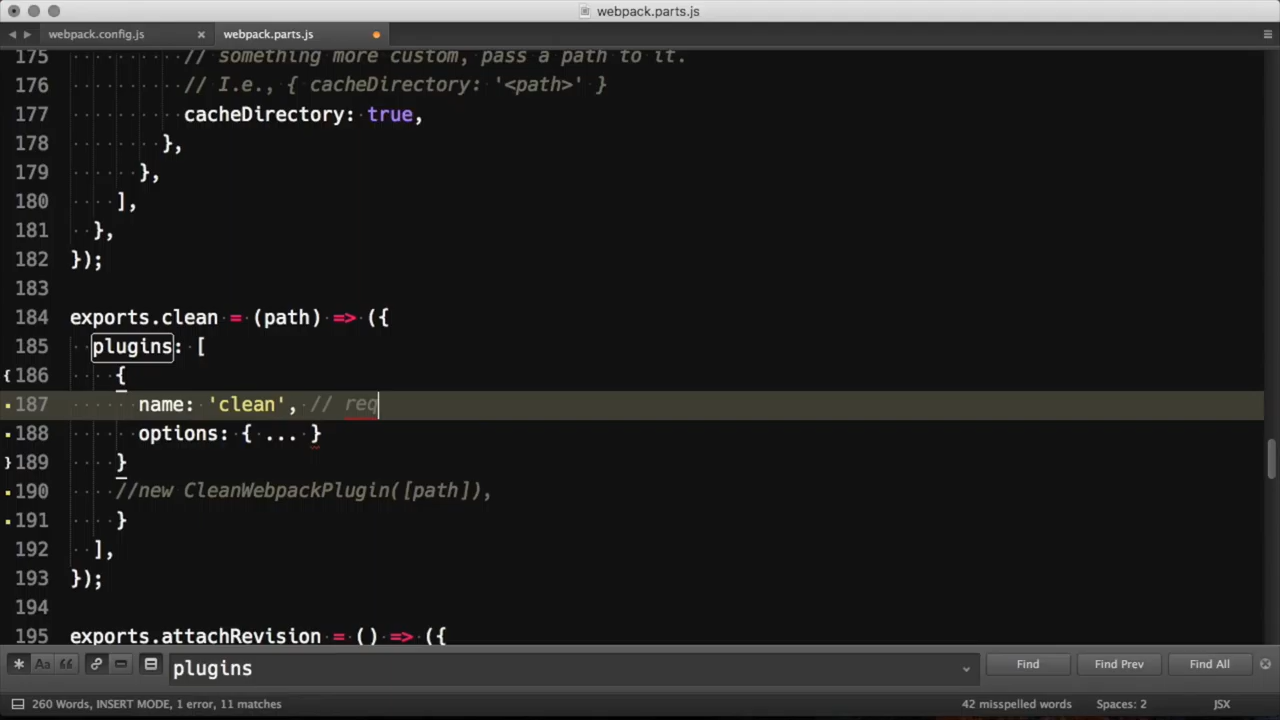 webpack.parts.js
webpack.config.js x webpack.parts.js
175 // something more custom, pass a path to it.
176 // I.e., { cacheDirectory: '<path>' }
177 cacheDirectory: true,
178 },
179 },
180 ],
181 },
182 });
183
184 exports.clean = (path) => ({
185 plugins: [
186 {
187 name: 'clean', // req
188 options: { ... }
189 }
190 //new CleanWebpackPlugin([path]),
191 }
192 ],
193 });
194
195 exports.attachRevision = () => ({
Aa plugins Find Find Prev Find All
260 Words, INSERT MODE, 1 error, 11 matches 42 misspelled words Spaces: 2 JSX